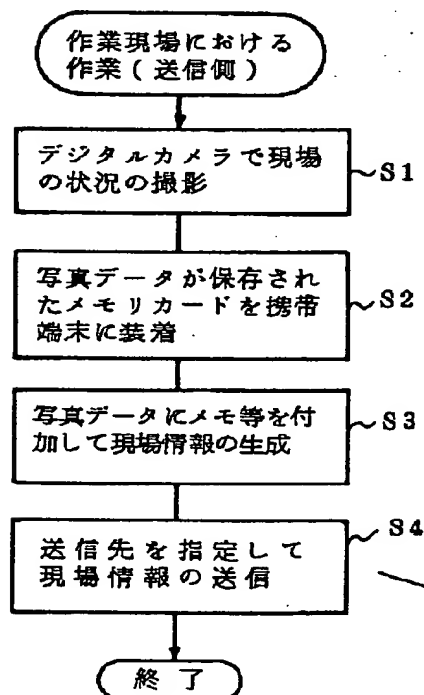 作業現場における
作業(送信側)
デジタルカメラで現場
の状況の撮影
S1
写真データが保存され
たメモリカードを携帯
端末に装着
S2
写真データにメモ等を付
加して現場情報の生成
S3
送信先を指定して
現場情報の送信
S4
終了